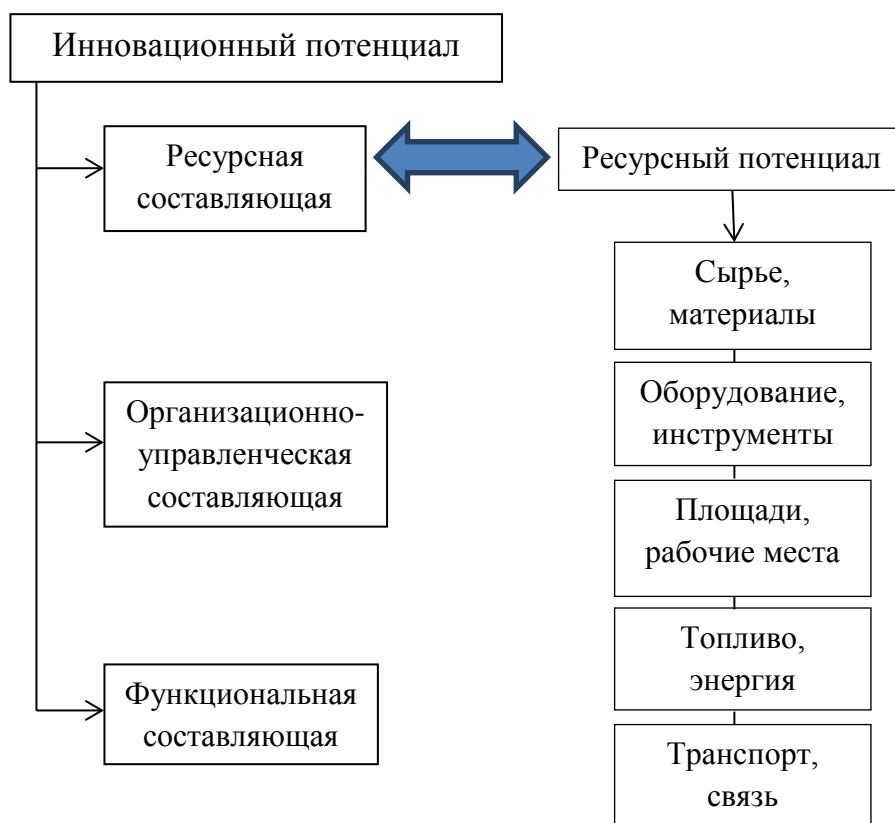 Инновационный потенциал
Ресурсная
составляющая
Ресурсный потенциал
Сырье,
материалы
Оборудование,
инструменты
Организационно-
управленческая
составляющая
Площади,
рабочие места
Топливо,
энергия
Функциональная
составляющая
Транспорт,
связь